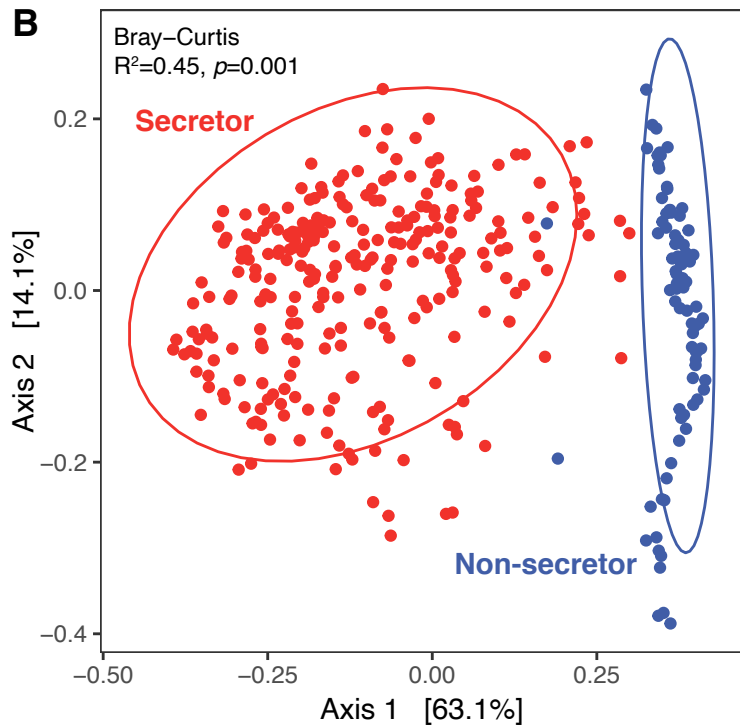 B
Bray−Curtis
R²=0.45, p=0.001
Secretor
Non-secretor
0.2
0.0
−0.2
−0.4
Axis 2 [14.1%]
−0.50
−0.25
0.00
0.25
Axis 1 [63.1%]